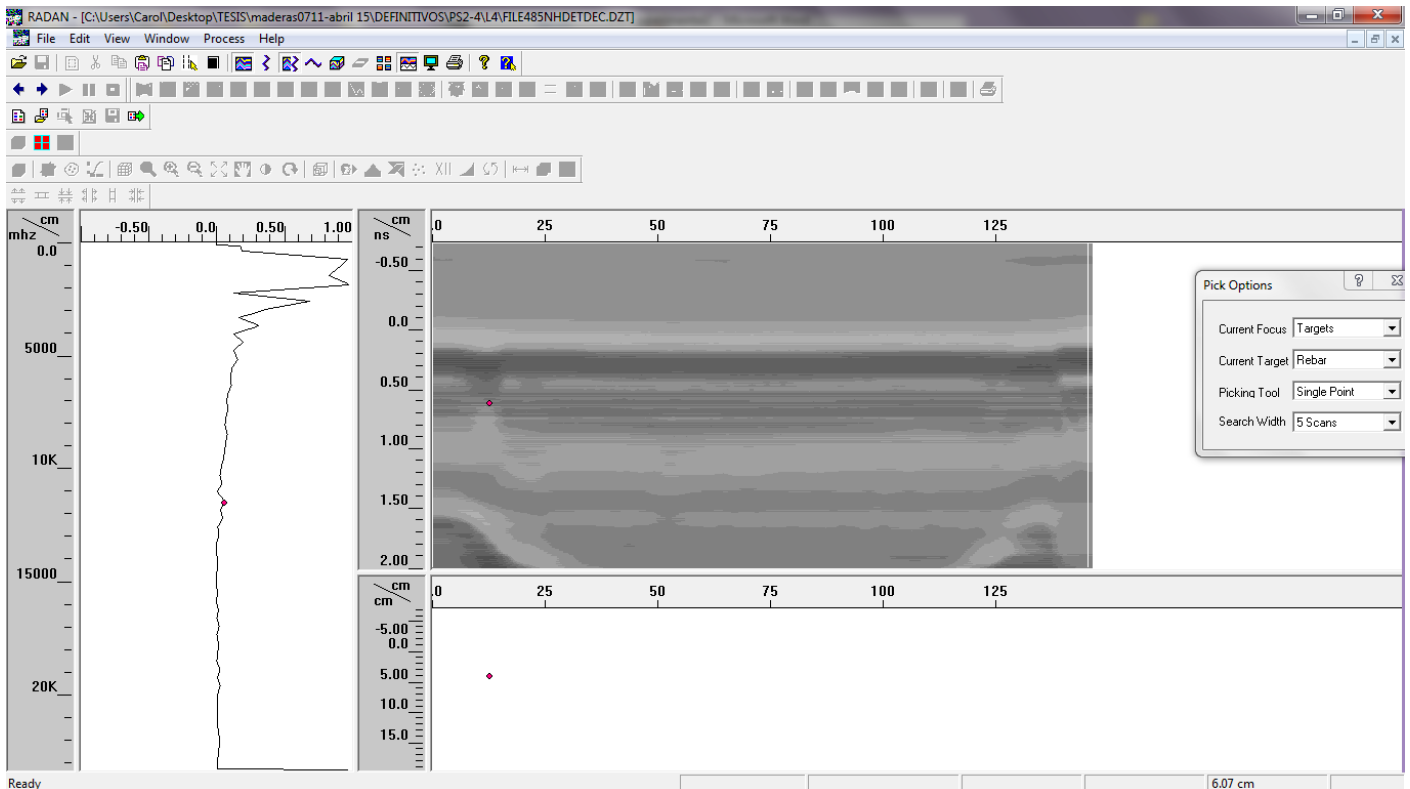 RADAN - [C:\Users\Carol\Desktop\TESIS\maderas0711-abril 15\DEFINITIVOS\PS2-4\L4\FILE485NHDETDEC.DZT]
File Edit View Window Process Help
XII
cm
mhz
-0.50 0.0 0.50 1.00
0.0
5000
10K
15000
20K
cm
ns
.0 25 50 75 100 125
-0.50
0.0
0.50
1.00
1.50
2.00
cm
cm
.0 25 50 75 100 125
-5.00
0.0
5.00
10.0
15.0
Pick Options
Current Focus Targets
Current Target Rebar
Picking Tool Single Point
Search Width 5 Scans
Ready 6.07 cm